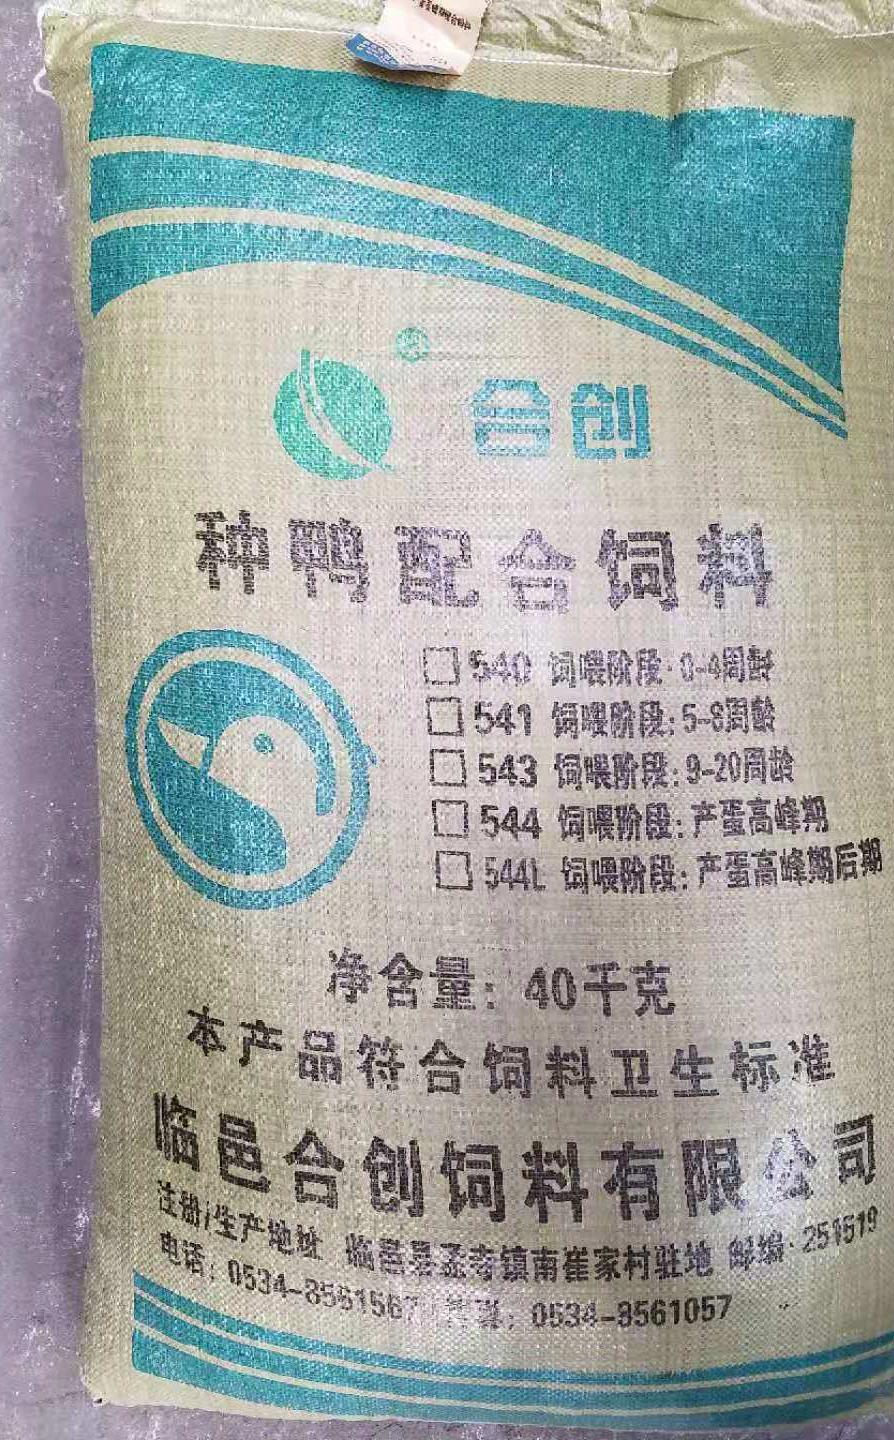 合创
种鸭配合饲料
540 饲喂阶段:0-4周龄
541 饲喂阶段:5-8周龄
543 饲喂阶段:9-20周龄
544 饲喂阶段:产蛋高峰期
544L 饲喂阶段:产蛋高峰期后期
净含量：40千克
本产品符合饲料卫生标准
临邑合创饲料有限公司
注册/生产地址 临邑县孟寺镇南崔家村驻地 邮编:251519
电话：0534-8561567 传真：0534-8561057